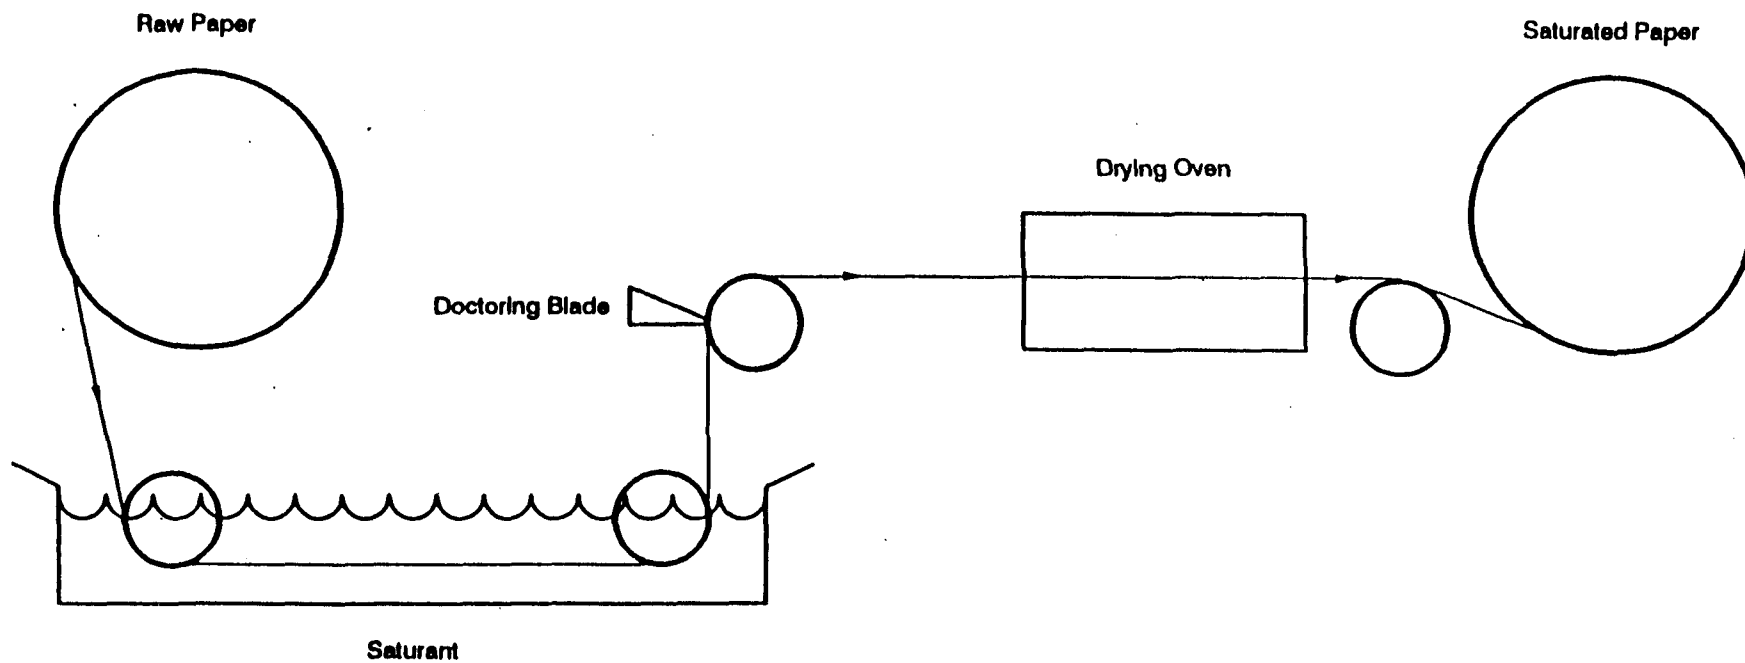 Raw Paper
Saturated Paper
Drying Oven
Doctoring Blade
Saturant